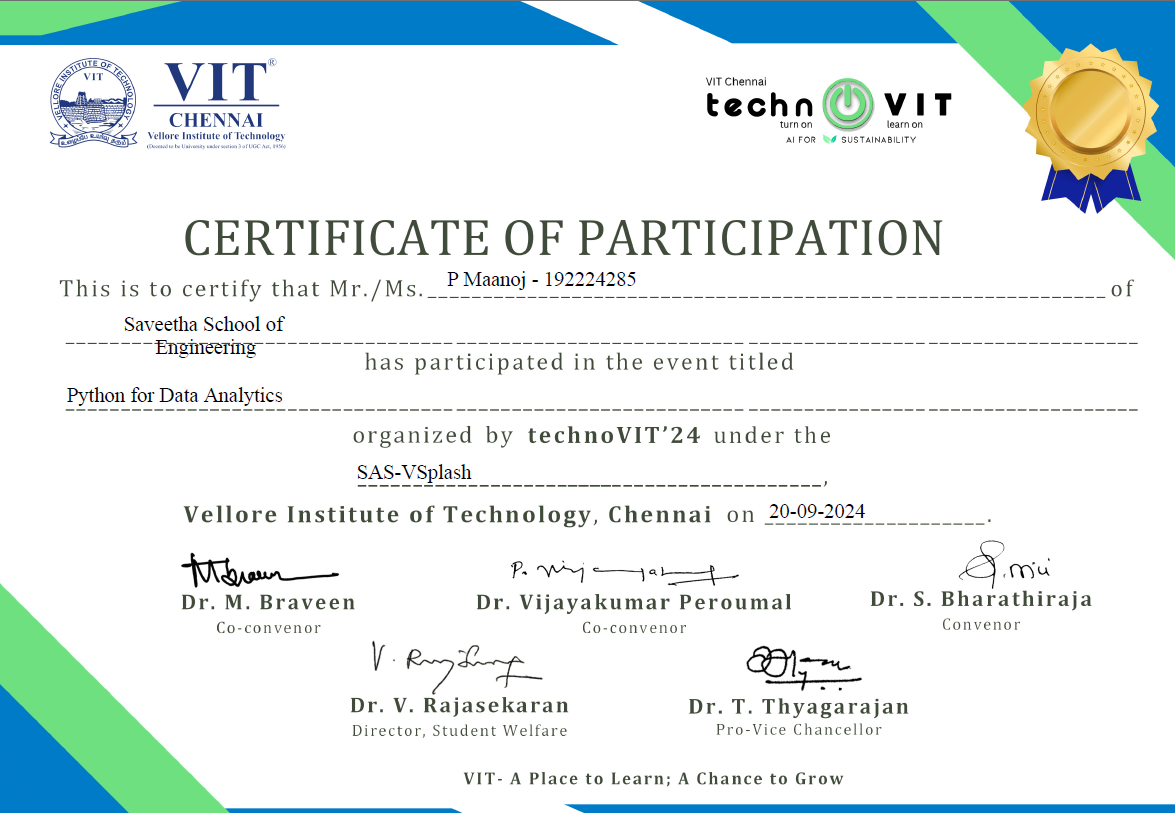 VELLORE INSTITUTE OF TECHNOLOGY
VIT
VIT®
CHENNAI
Vellore Institute of Technology
(Deemed to be University under section 3 of UGC Act, 1956)
VIT Chennai
techn VIT
turn on learn on
AI FOR SUSTAINABILITY
CERTIFICATE OF PARTICIPATION
This is to certify that Mr./Ms. P Maanoj - 192224285 of
Saveetha School of
Engineering
has participated in the event titled
Python for Data Analytics
organized by technoVIT’24 under the
SAS-VSplash ,
Vellore Institute of Technology, Chennai on 20-09-2024 .
Dr. M. Braveen
Co-convenor
Dr. Vijayakumar Peroumal
Co-convenor
Dr. S. Bharathiraja
Convenor
Dr. V. Rajasekaran
Director, Student Welfare
Dr. T. Thyagarajan
Pro-Vice Chancellor
VIT- A Place to Learn; A Chance to Grow